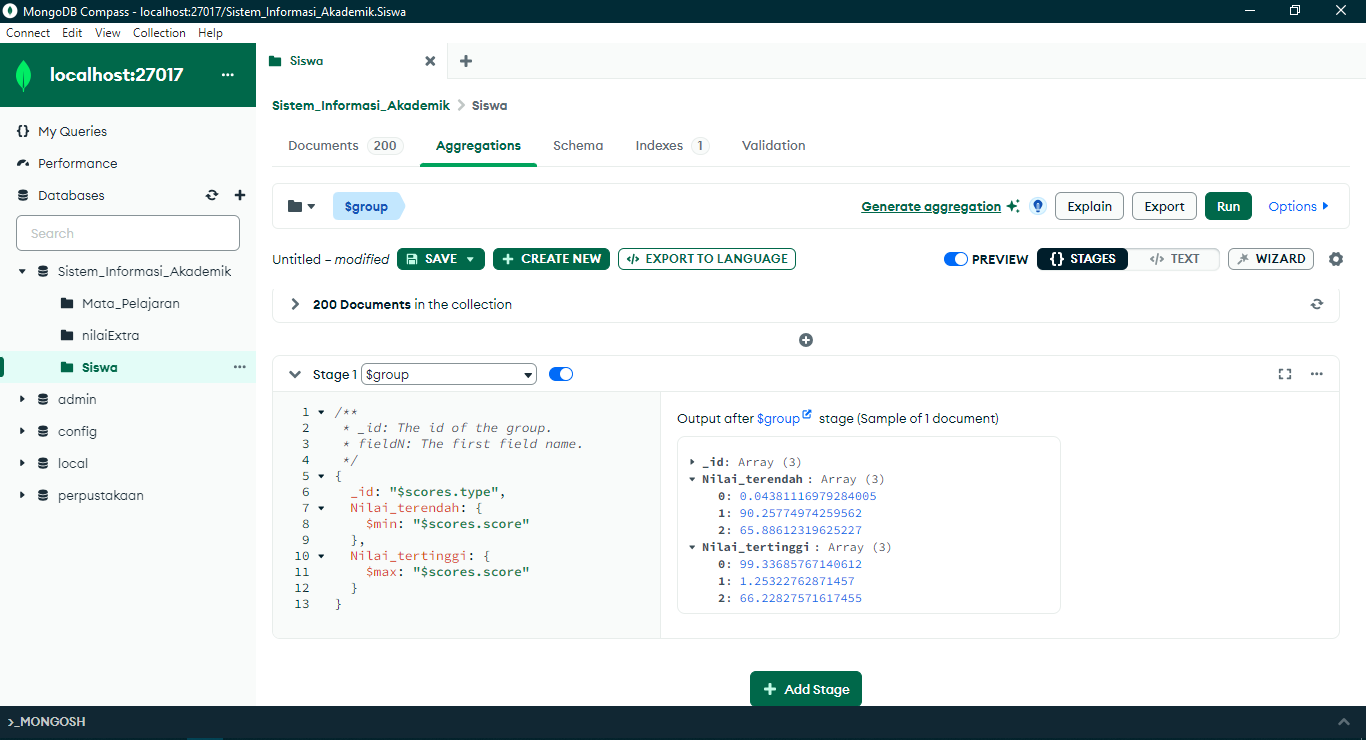 MongoDB Compass - localhost:27017/Sistem_Informasi_Akademik.Siswa
Connect Edit View Collection Help
localhost:27017
My Queries
Performance
Databases
Search
Sistem_Informasi_Akademik
Mata_Pelajaran
nilaiExtra
Siswa
admin
config
local
perpustakaan
Siswa
Sistem_Informasi_Akademik > Siswa
Documents 200 Aggregations Schema Indexes 1 Validation
$group
Generate aggregation Explain Export Run Options
Untitled – modified SAVE CREATE NEW EXPORT TO LANGUAGE
PREVIEW {} STAGES </> TEXT WIZARD
200 Documents in the collection
Stage 1 $group
1 /**
2 * _id: The id of the group.
3 * fieldN: The first field name.
4 */
5 {
6 _id: "$scores.type",
7 Nilai_terendah: {
8 $min: "$scores.score"
9 },
10 Nilai_tertinggi: {
11 $max: "$scores.score"
12 }
13 }
Output after $group stage (Sample of 1 document)
_id: Array (3)
Nilai_terendah : Array (3)
0: 0.04381116979284005
1: 90.25774974259562
2: 65.88612319625227
Nilai_tertinggi : Array (3)
0: 99.33685767140612
1: 1.25322762871457
2: 66.22827571617455
Add Stage
>_MONGOSH